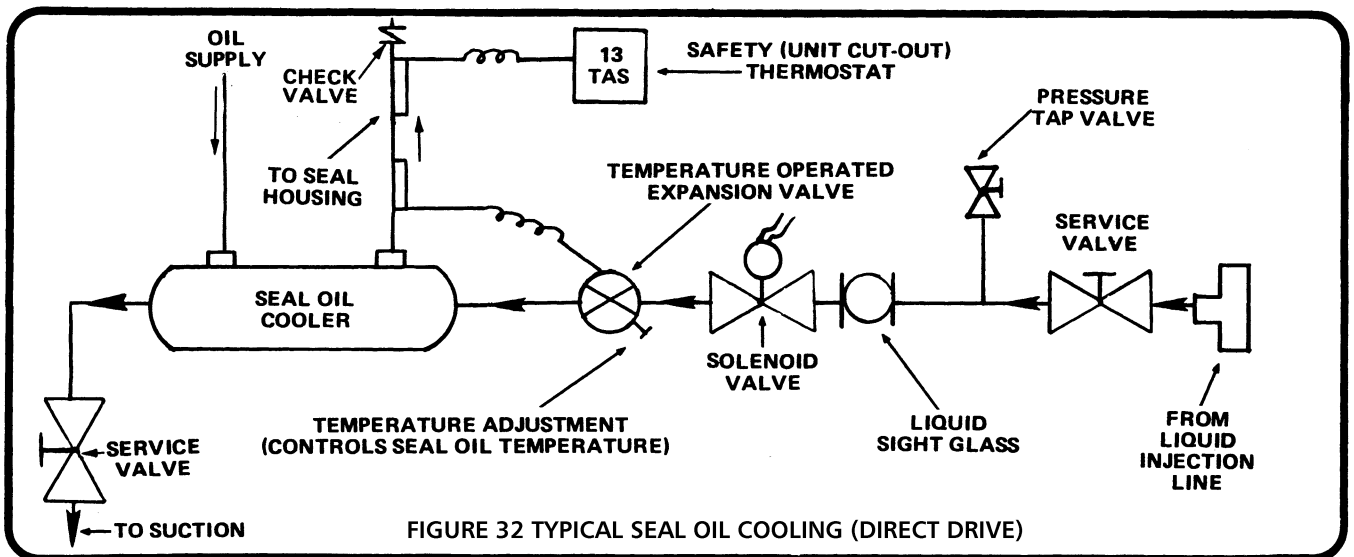 OIL
SUPPLY
CHECK
VALVE
13
TAS
SAFETY (UNIT CUT-OUT)
THERMOSTAT
PRESSURE
TAP VALVE
TO SEAL
HOUSING
TEMPERATURE OPERATED
EXPANSION VALVE
SERVICE
VALVE
SEAL OIL
COOLER
SOLENOID
VALVE
TEMPERATURE ADJUSTMENT
(CONTROLS SEAL OIL TEMPERATURE)
LIQUID
SIGHT GLASS
FROM
LIQUID
INJECTION
LINE
SERVICE
VALVE
TO SUCTION
FIGURE 32 TYPICAL SEAL OIL COOLING (DIRECT DRIVE)